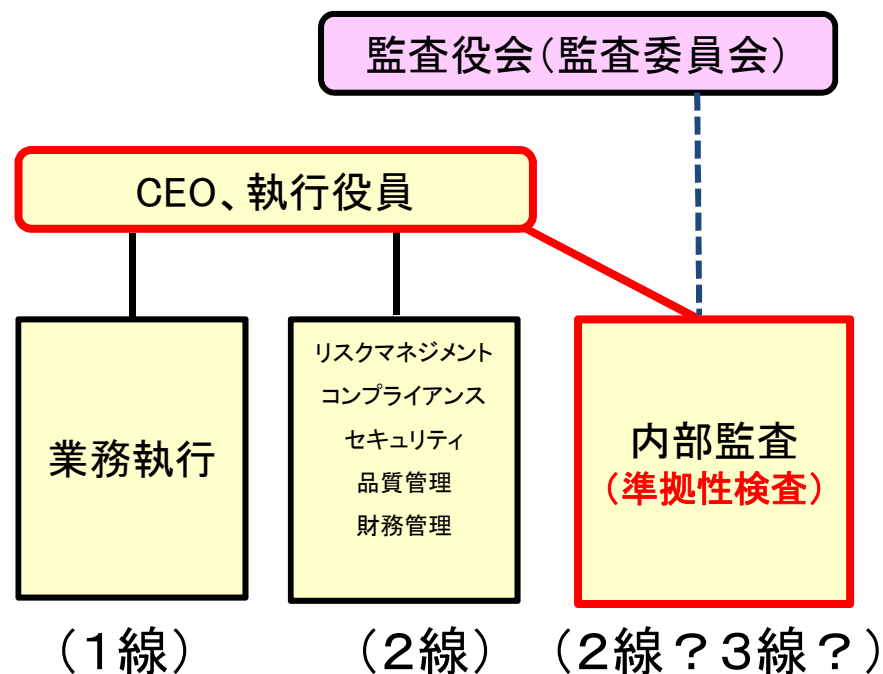 監査役会（監査委員会）
CEO、執行役員
業務執行
リスクマネジメント
コンプライアンス
セキュリティ
品質管理
財務管理
内部監査
（準拠性検査）
（１線）
（２線）
（２線？３線？）